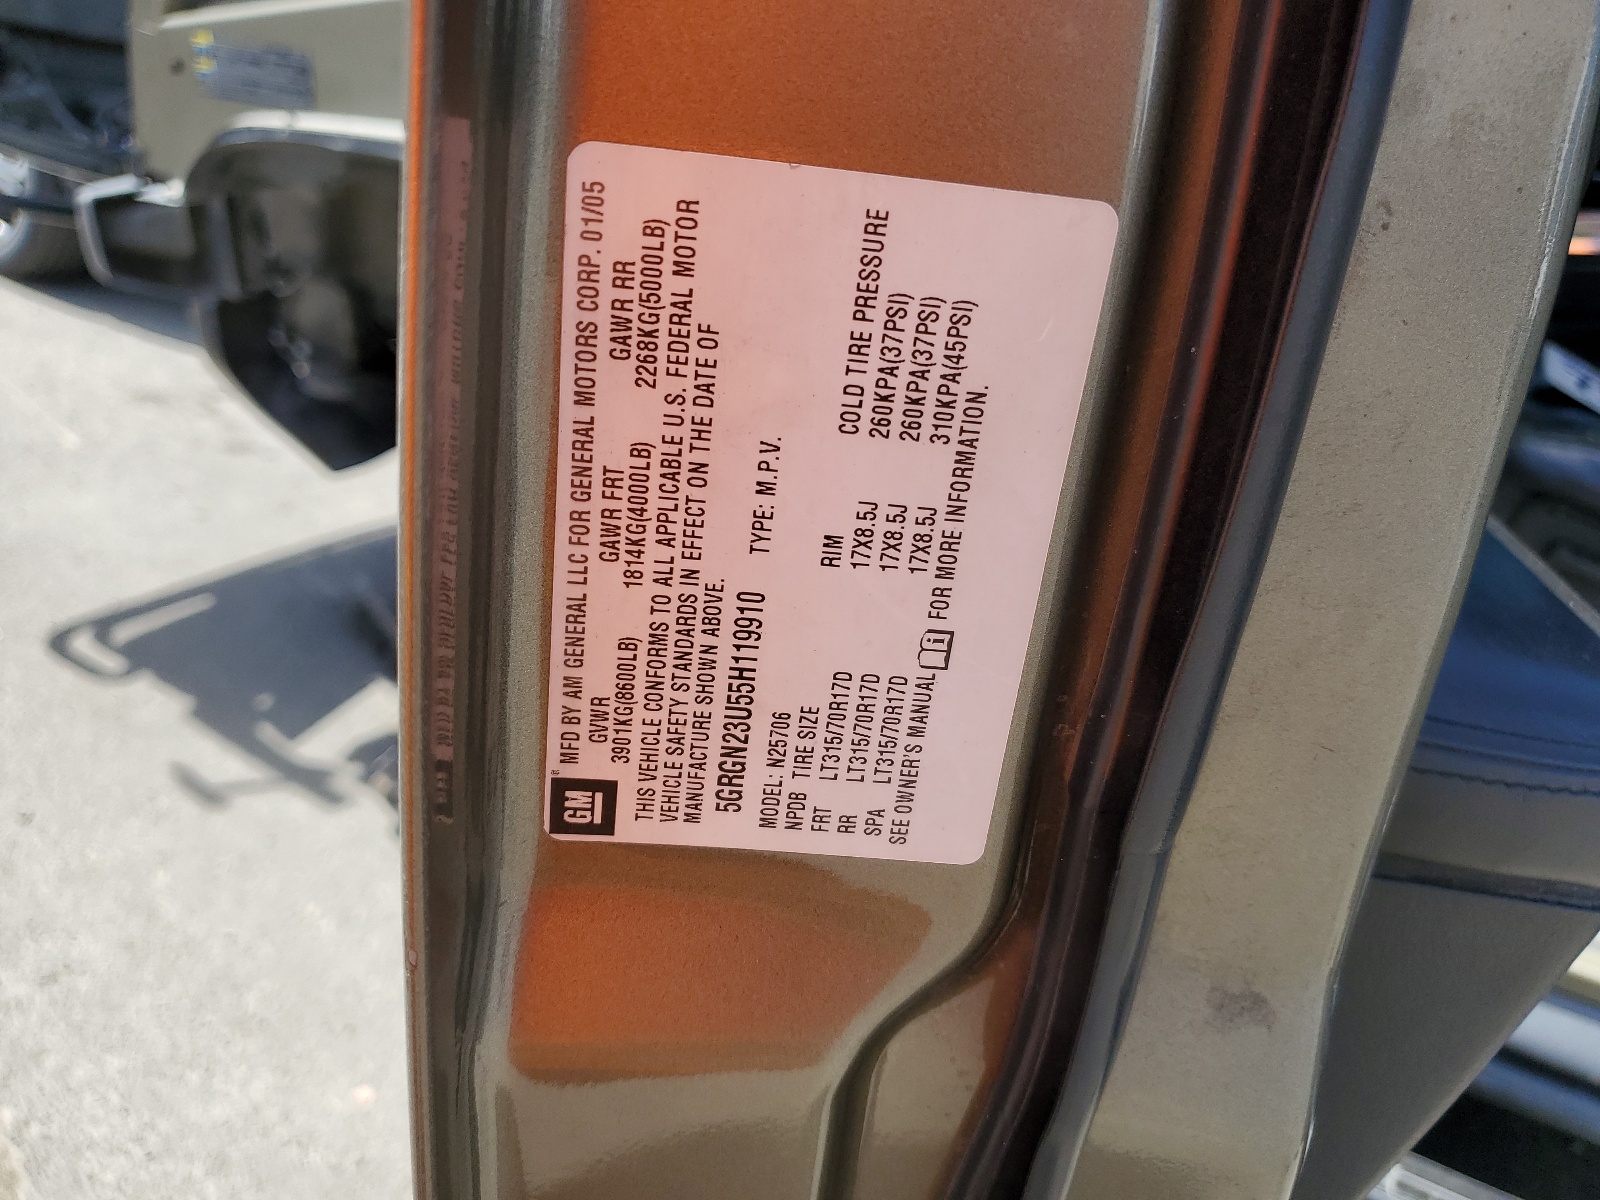 GM ® MFD BY AM GENERAL LLC FOR GENERAL MOTORS CORP. 01/05
GVWR GAWR FRT GAWR RR
3901KG(8600LB) 1814KG(4000LB) 2268KG(5000LB)
THIS VEHICLE CONFORMS TO ALL APPLICABLE U.S. FEDERAL MOTOR
VEHICLE SAFETY STANDARDS IN EFFECT ON THE DATE OF
MANUFACTURE SHOWN ABOVE.
5GRGN23U55H119910 TYPE: M.P.V.
MODEL: N25706
NPDB TIRE SIZE RIM COLD TIRE PRESSURE
FRT LT315/70R17D 17X8.5J 260KPA(37PSI)
RR LT315/70R17D 17X8.5J 260KPA(37PSI)
SPA LT315/70R17D 17X8.5J 310KPA(45PSI)
SEE OWNER'S MANUAL i FOR MORE INFORMATION.